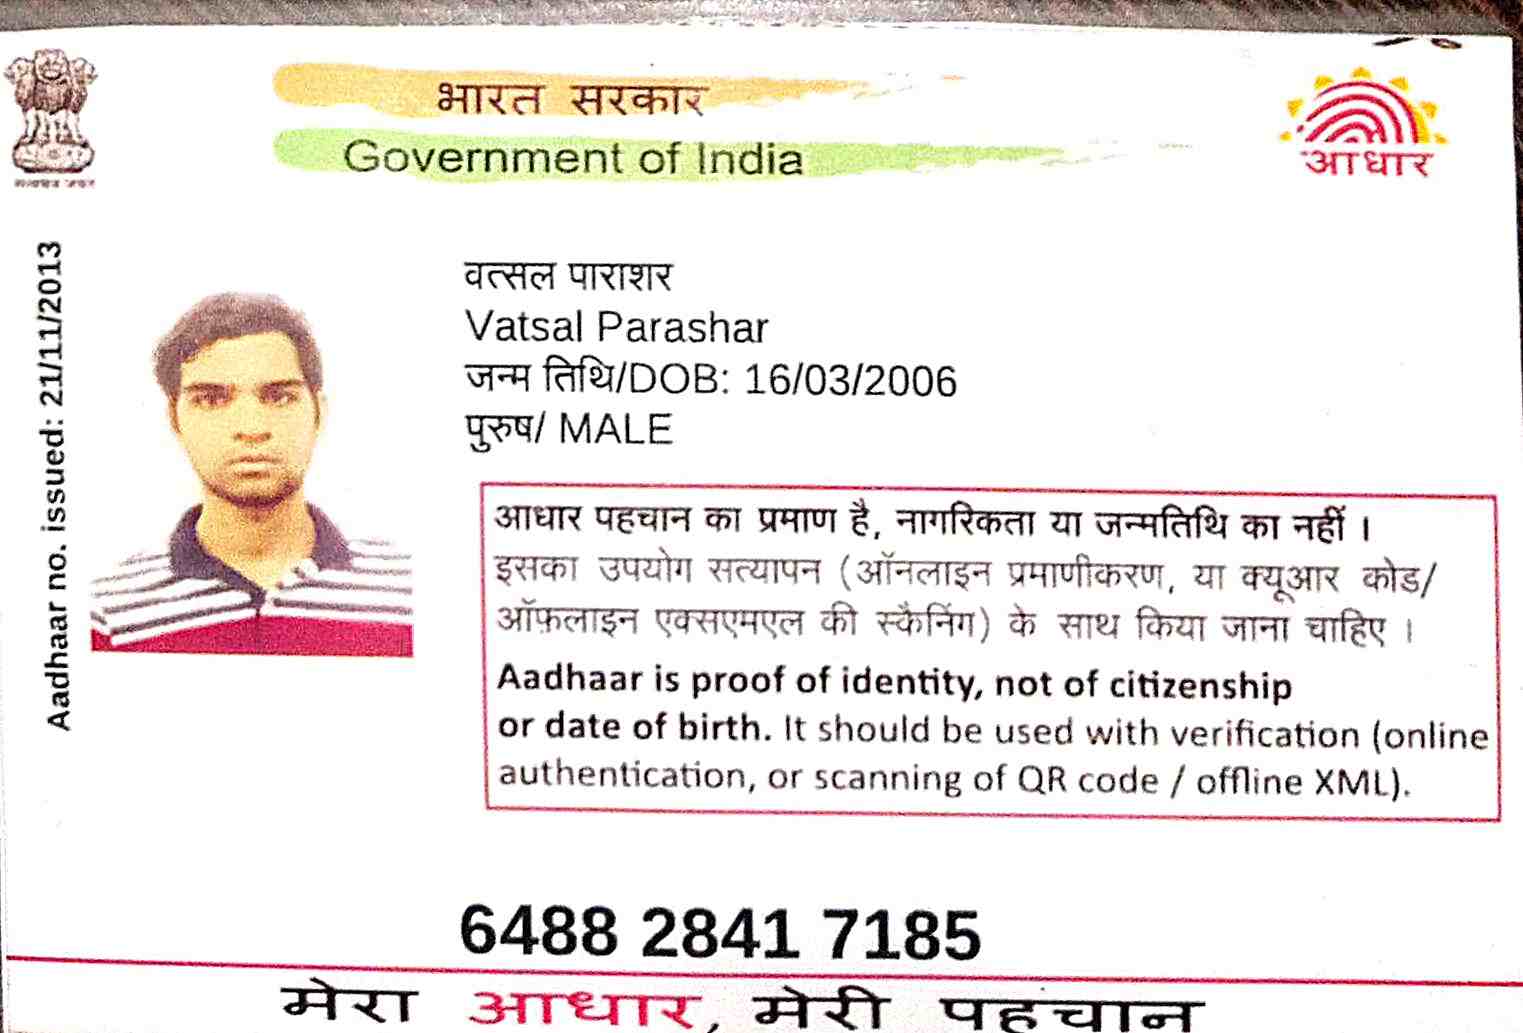 भारत सरकार
Government of India
आधार
Aadhaar no. issued: 21/11/2013
वत्सल पाराशर
Vatsal Parashar
जन्म तिथि/DOB: 16/03/2006
पुरुष/ MALE
आधार पहचान का प्रमाण है, नागरिकता या जन्मतिथि का नहीं ।
इसका उपयोग सत्यापन (ऑनलाइन प्रमाणीकरण, या क्यूआर कोड/
ऑफ़लाइन एक्सएमएल की स्कैनिंग) के साथ किया जाना चाहिए ।
Aadhaar is proof of identity, not of citizenship
or date of birth. It should be used with verification (online
authentication, or scanning of QR code / offline XML).
6488 2841 7185
मेरा आधार, मेरी पहचान